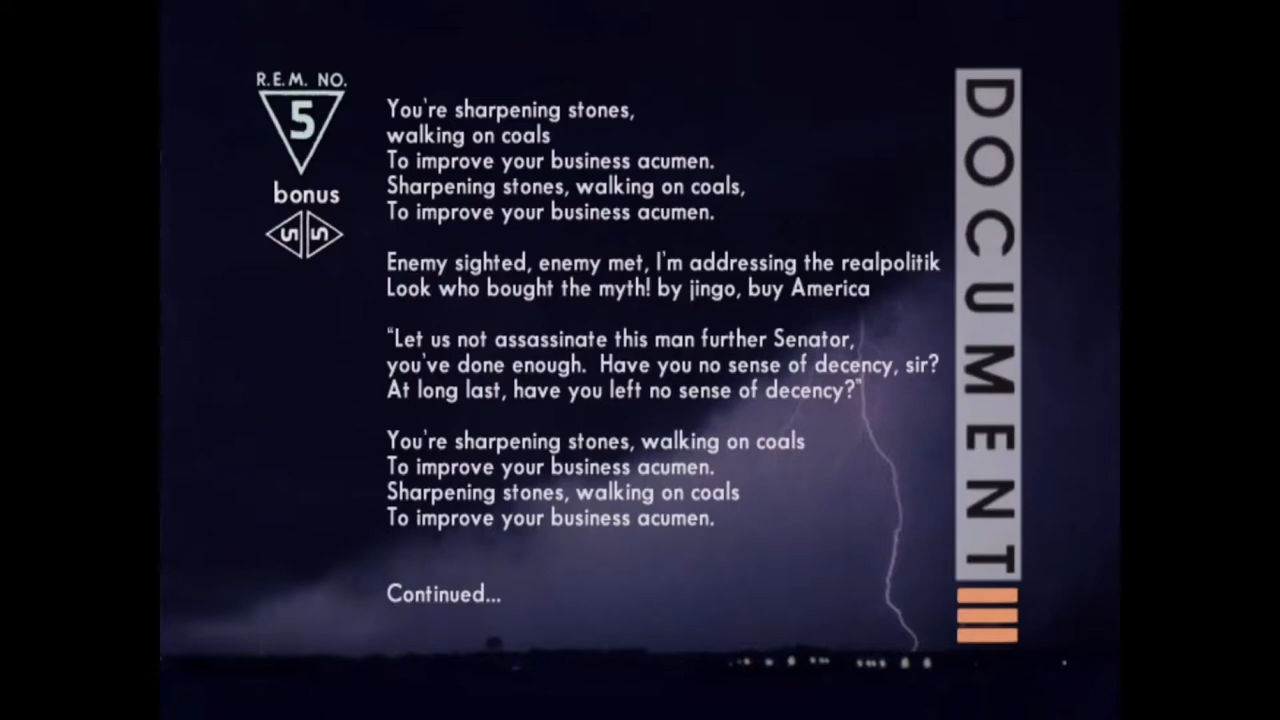 R.E.M. NO.
5
bonus
5 5
You're sharpening stones,
walking on coals
To improve your business acumen.
Sharpening stones, walking on coals,
To improve your business acumen.
Enemy sighted, enemy met, I'm addressing the realpolitik
Look who bought the myth! by jingo, buy America
"Let us not assassinate this man further Senator,
you've done enough.  Have you no sense of decency, sir?
At long last, have you left no sense of decency?"
You're sharpening stones, walking on coals
To improve your business acumen.
Sharpening stones, walking on coals
To improve your business acumen.
Continued...
DOCUMENT